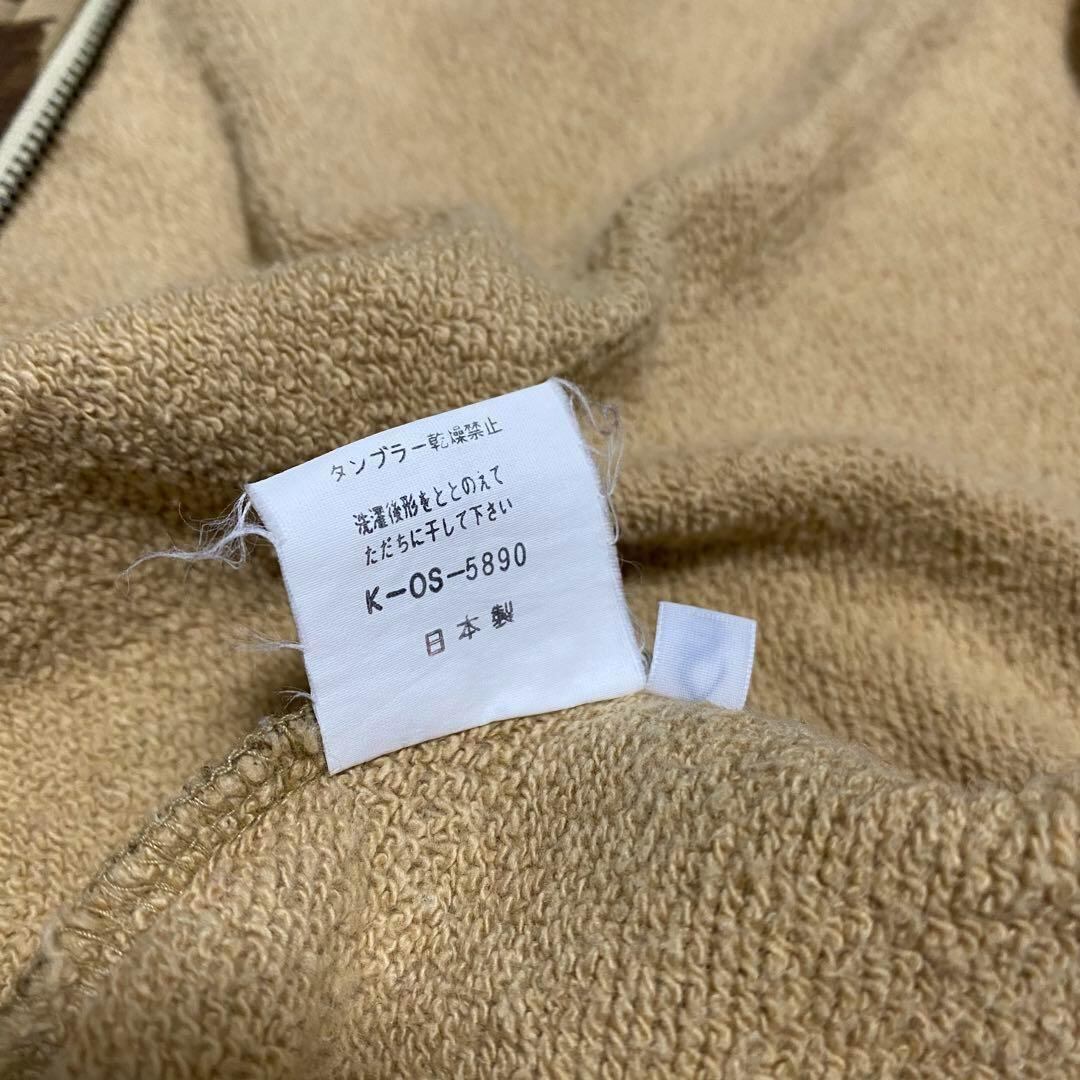 タンブラー乾燥禁止
洗濯後形をととのえて
ただちに干して下さい
K-OS-5890
日本製